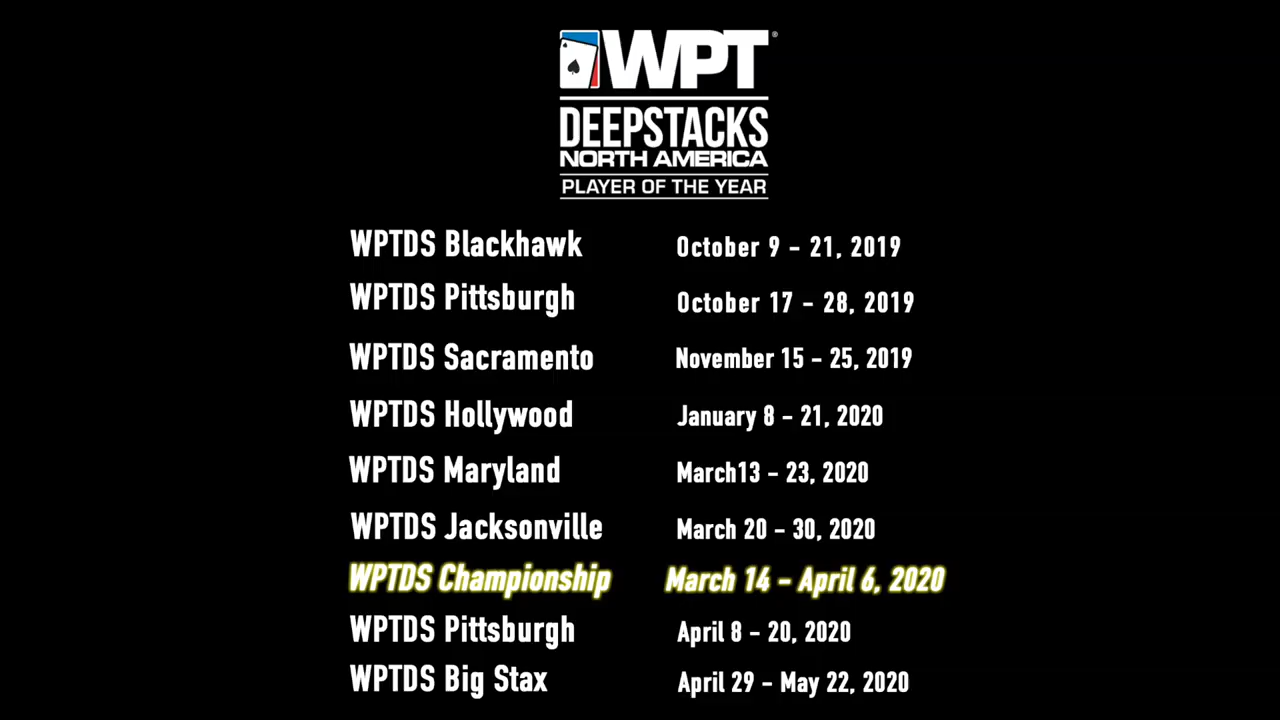 WPT®
DEEPSTACKS
NORTH AMERICA
PLAYER OF THE YEAR
WPTDS Blackhawk October 9 - 21, 2019
WPTDS Pittsburgh October 17 - 28, 2019
WPTDS Sacramento November 15 - 25, 2019
WPTDS Hollywood January 8 - 21, 2020
WPTDS Maryland March13 - 23, 2020
WPTDS Jacksonville March 20 - 30, 2020
WPTDS Championship March 14 - April 6, 2020
WPTDS Pittsburgh April 8 - 20, 2020
WPTDS Big Stax April 29 - May 22, 2020